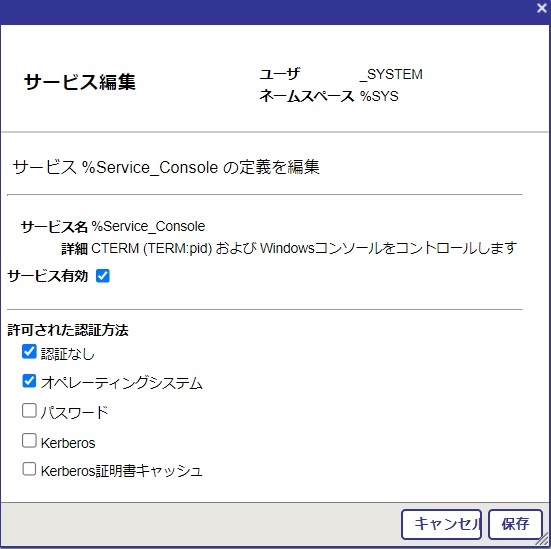 サービス編集
ユーザ _SYSTEM
ネームスペース %SYS
サービス %Service_Console の定義を編集
サービス名 %Service_Console
詳細 CTERM (TERM:pid) および Windowsコンソールをコントロールします
サービス有効
許可された認証方法
認証なし
オペレーティングシステム
パスワード
Kerberos
Kerberos証明書キャッシュ
キャンセル 保存